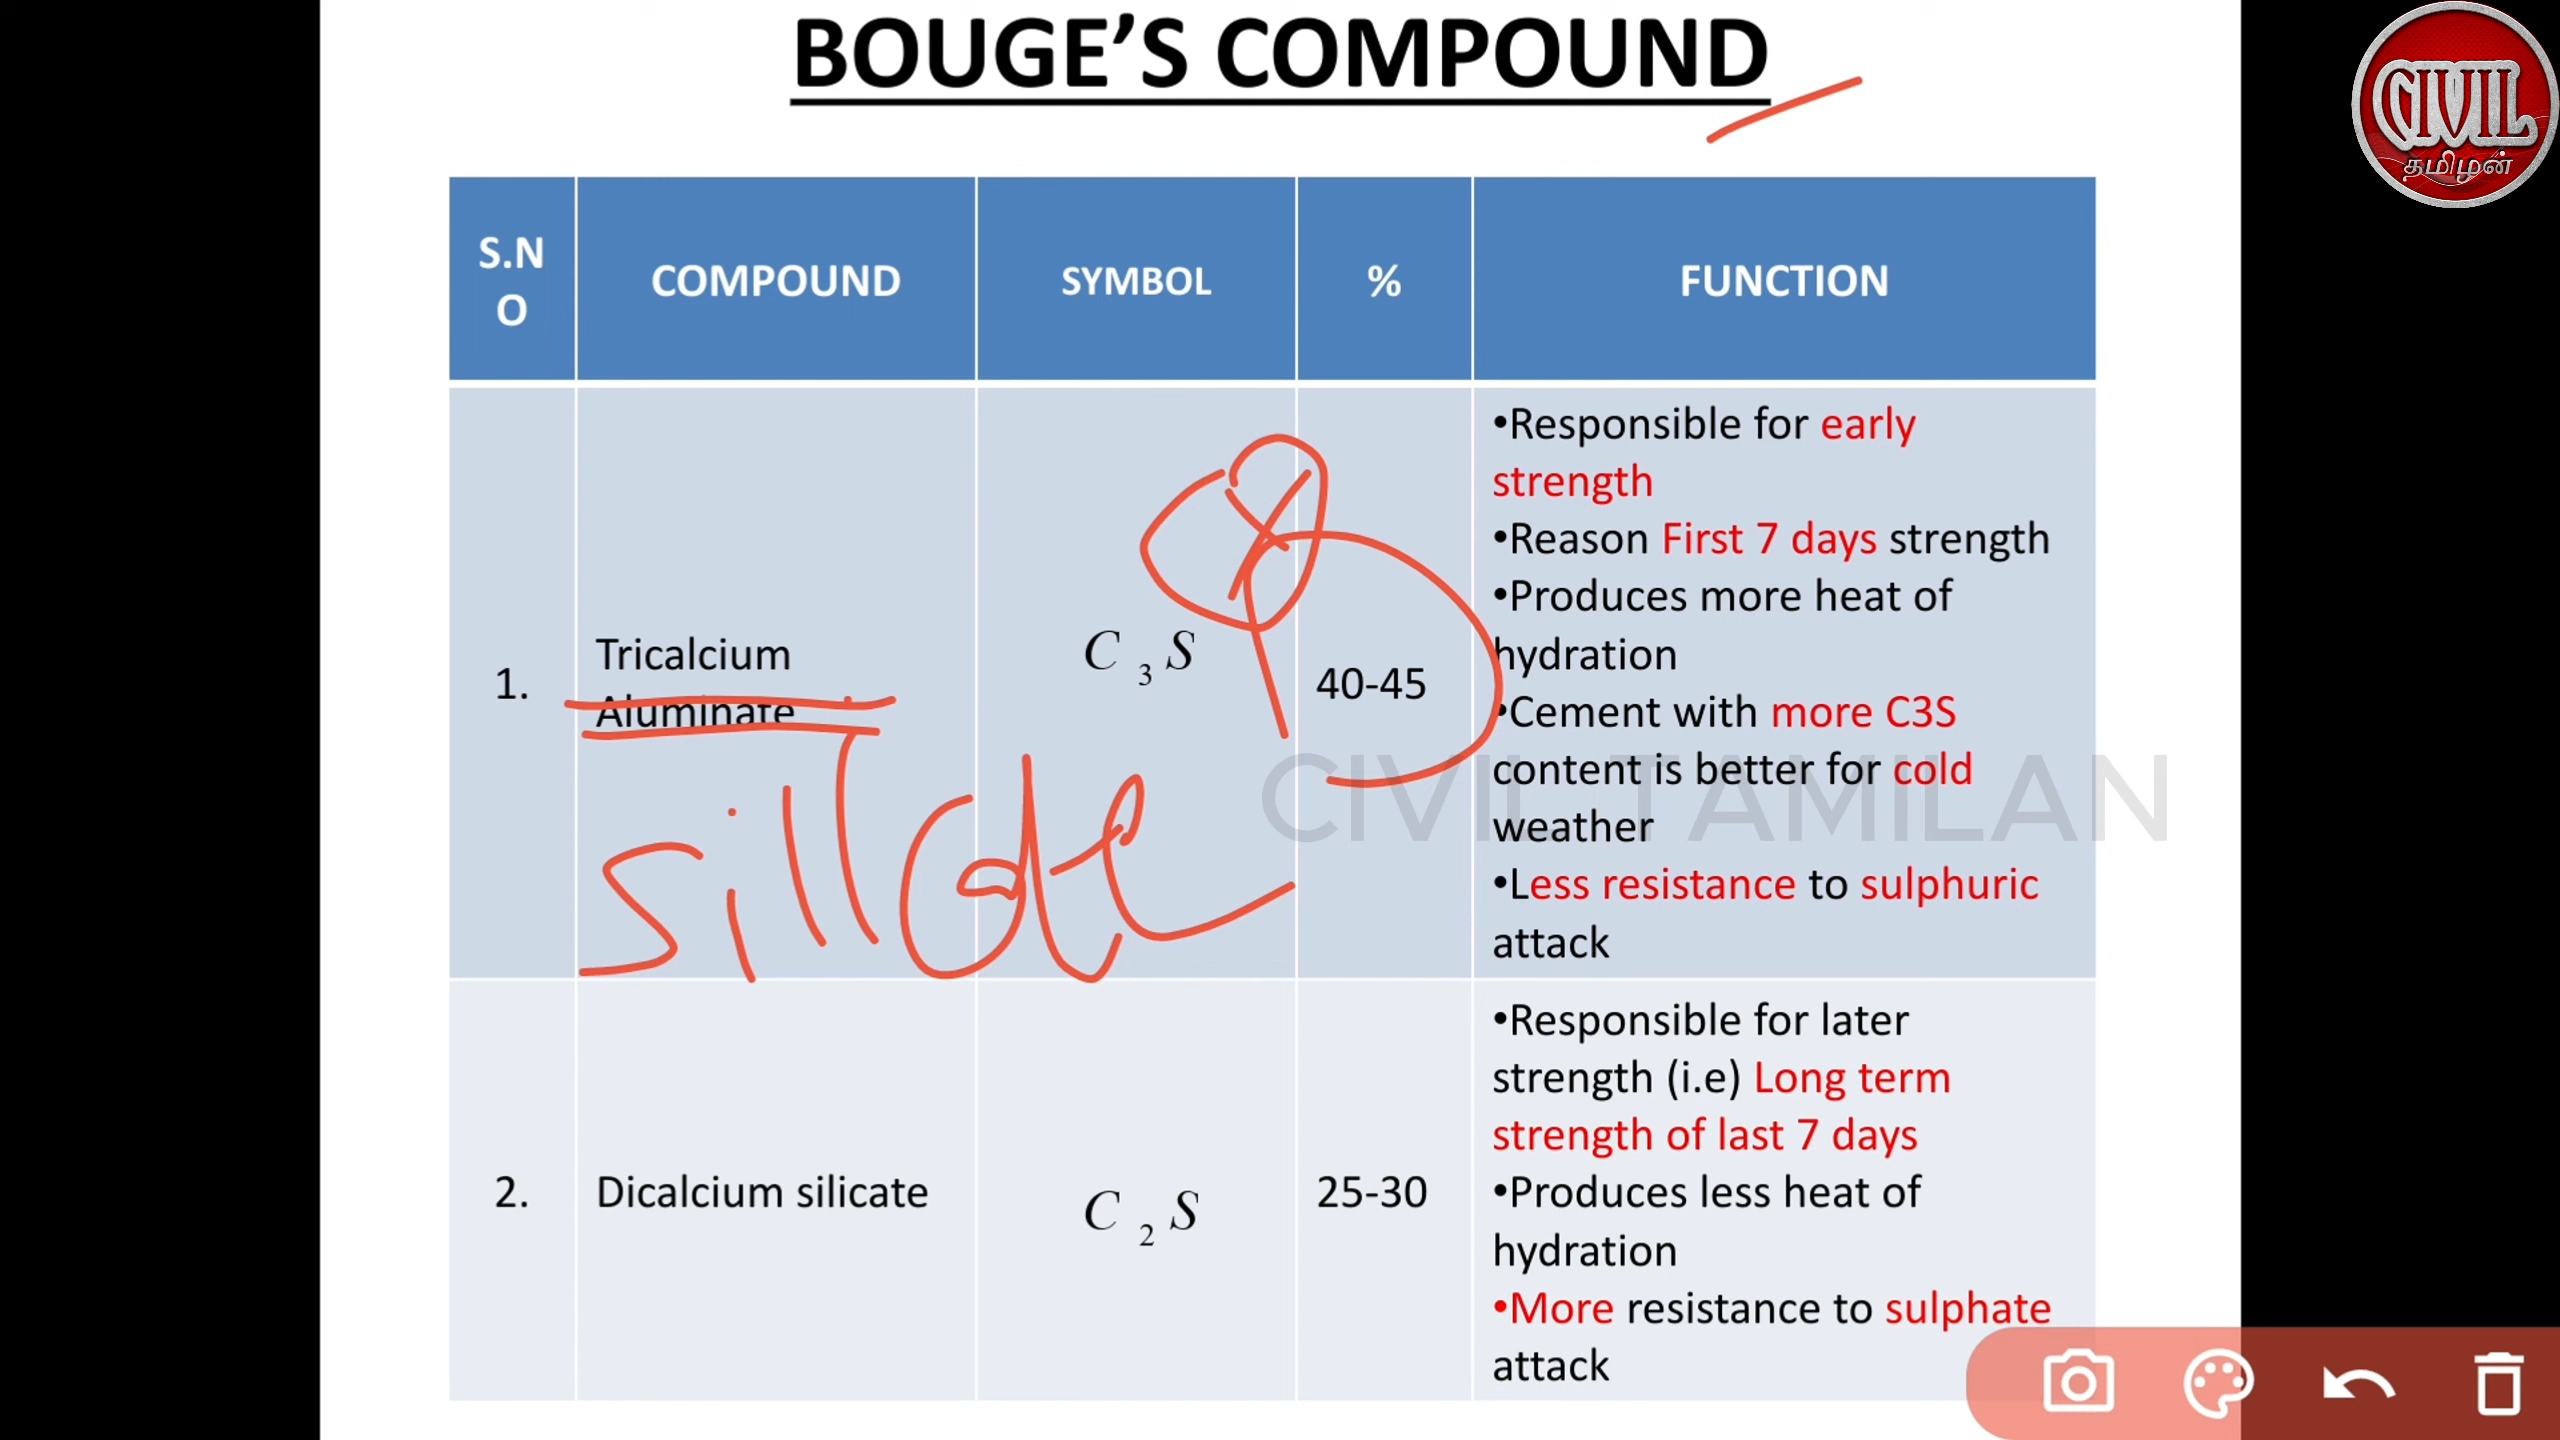 BOUGE'S COMPOUND
CIVIL
தமிழன்
S.N
O
COMPOUND
SYMBOL
%
FUNCTION
1.
Tricalcium
Aluminate
C3S
40-45
•Responsible for early
strength
•Reason First 7 days strength
•Produces more heat of
hydration
•Cement with more C3S
content is better for cold
weather
•Less resistance to sulphuric
attack
CIVIL TAMILAN
2.
Dicalcium silicate
C2S
25-30
•Responsible for later
strength (i.e) Long term
strength of last 7 days
•Produces less heat of
hydration
•More resistance to sulphate
attack